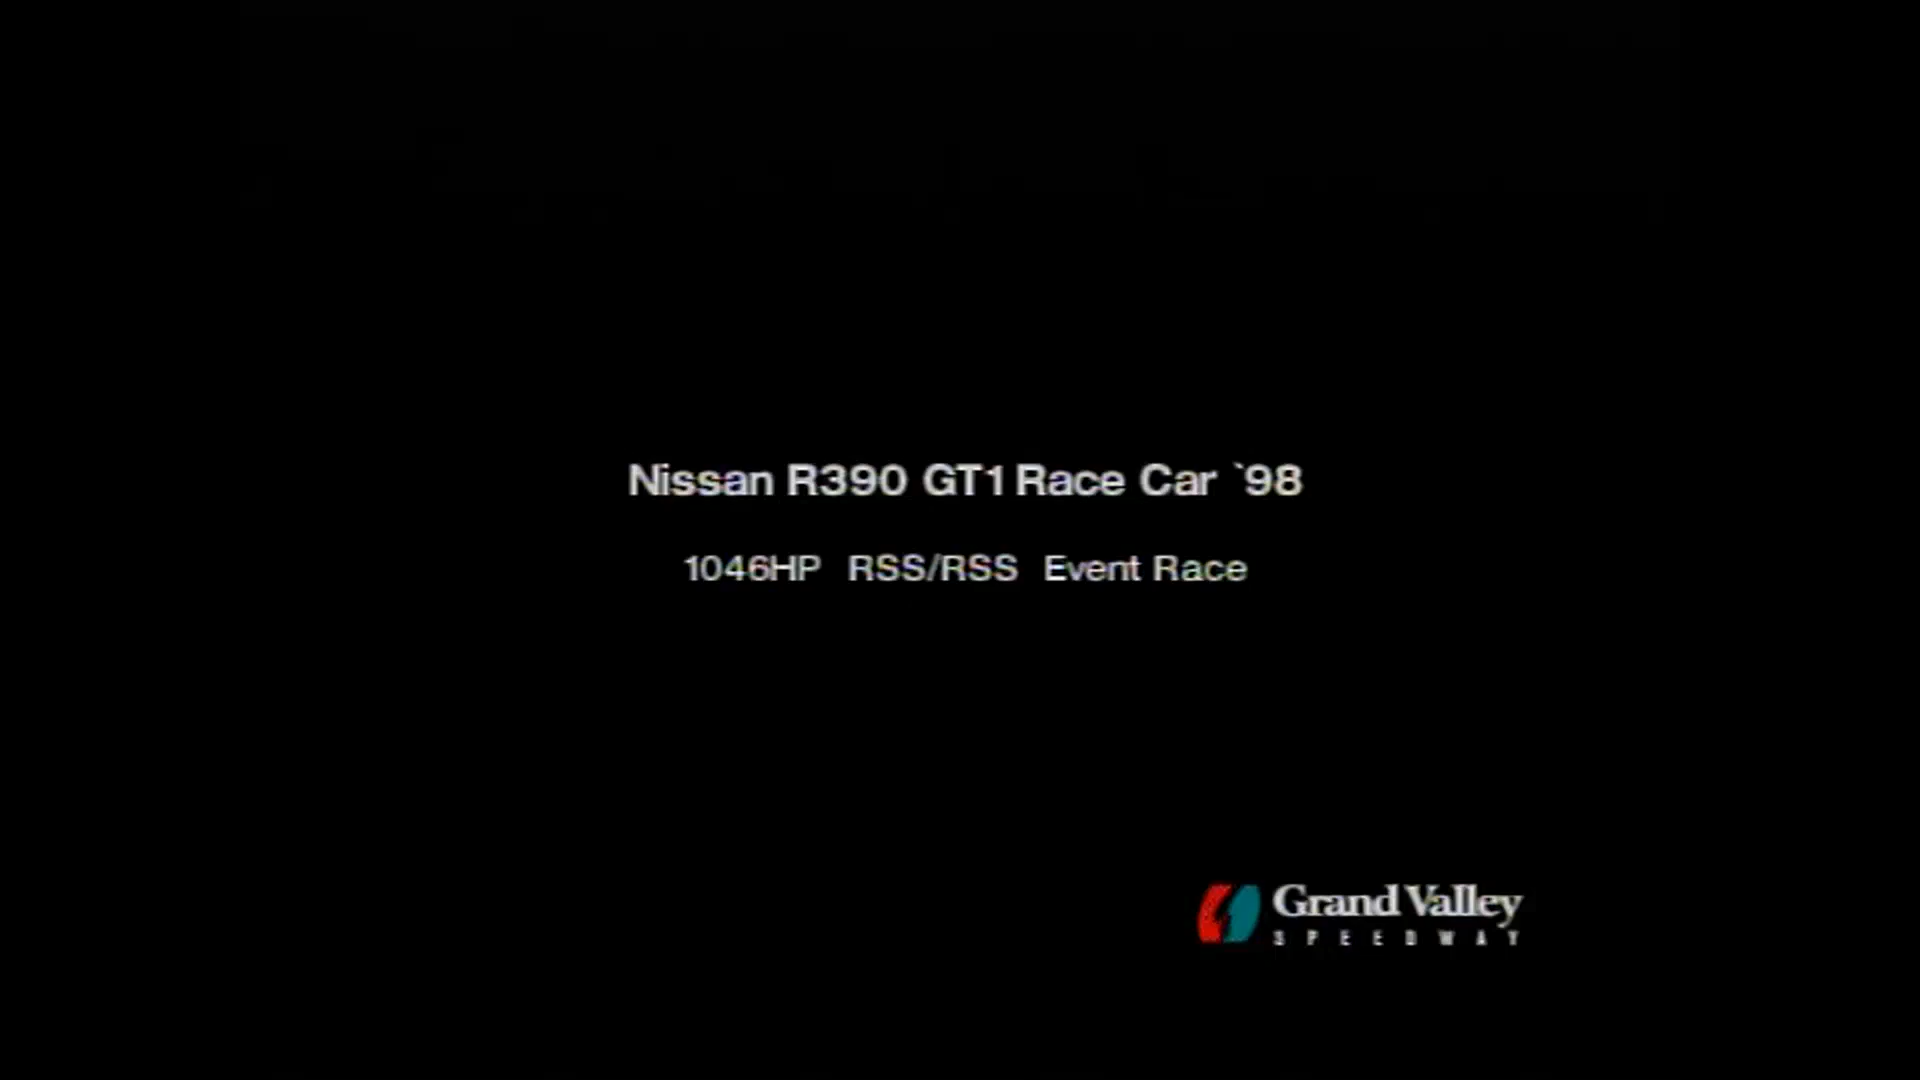 Nissan R390 GT1 Race Car `98
1046HP RSS/RSS Event Race
Grand Valley
SPEEDWAY